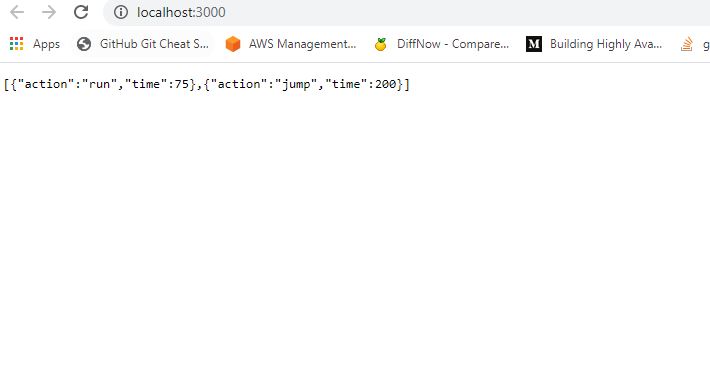 localhost:3000
Apps GitHub Git Cheat S... AWS Management... DiffNow - Compare... M Building Highly Ava... g
[{"action":"run","time":75},{"action":"jump","time":200}]